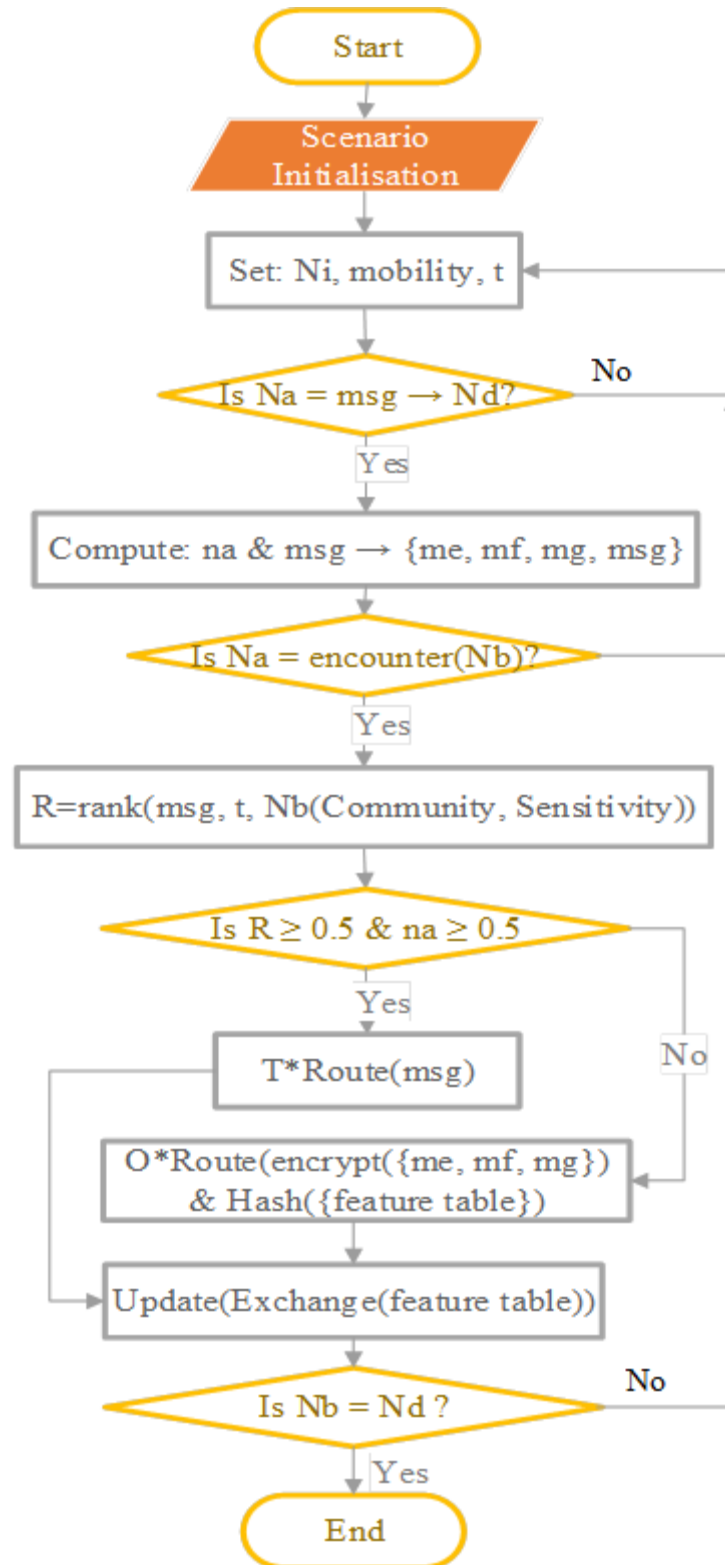 Start
Scenario
Initialisation
Set: Ni, mobility, t
Is Na = msg → Nd?
No
Yes
Compute: na & msg → {me, mf, mg, msg}
Is Na = encounter(Nb)?
Yes
R=rank(msg, t, Nb(Community, Sensitivity))
Is R ≥ 0.5 & na ≥ 0.5
Yes
No
T*Route(msg)
O*Route(encrypt({me, mf, mg})
& Hash({feature table})
Update(Exchange(feature table))
Is Nb = Nd ?
No
Yes
End